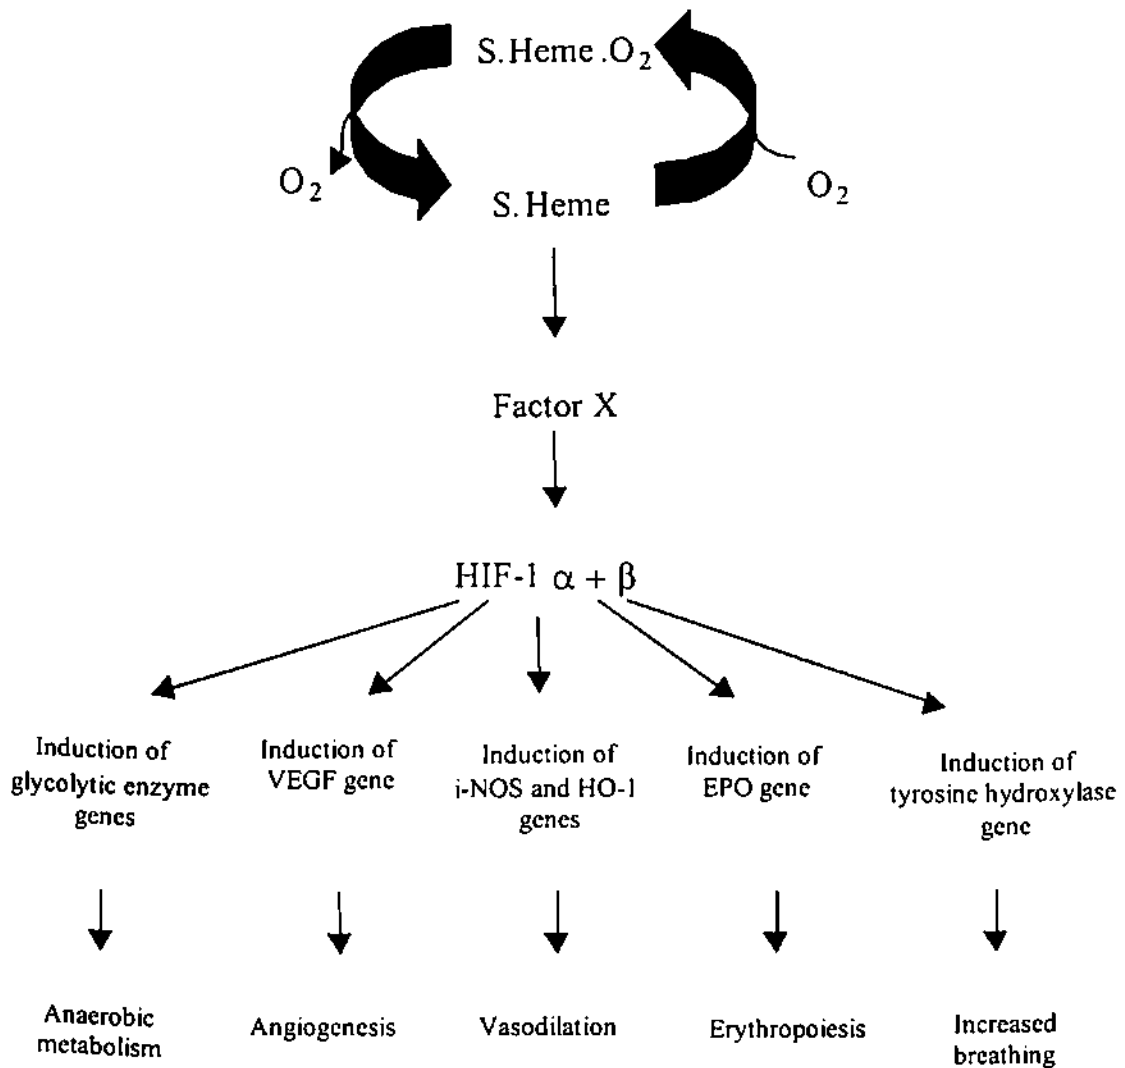 S.Heme.O2
O2
O2
S.Heme
Factor X
HIF-1 α + β
Induction of
glycolytic enzyme
genes
Induction of
VEGF gene
Induction of
i-NOS and HO-1
genes
Induction of
EPO gene
Induction of
tyrosine hydroxylase
gene
Anaerobic
metabolism
Angiogenesis
Vasodilation
Erythropoiesis
Increased
breathing